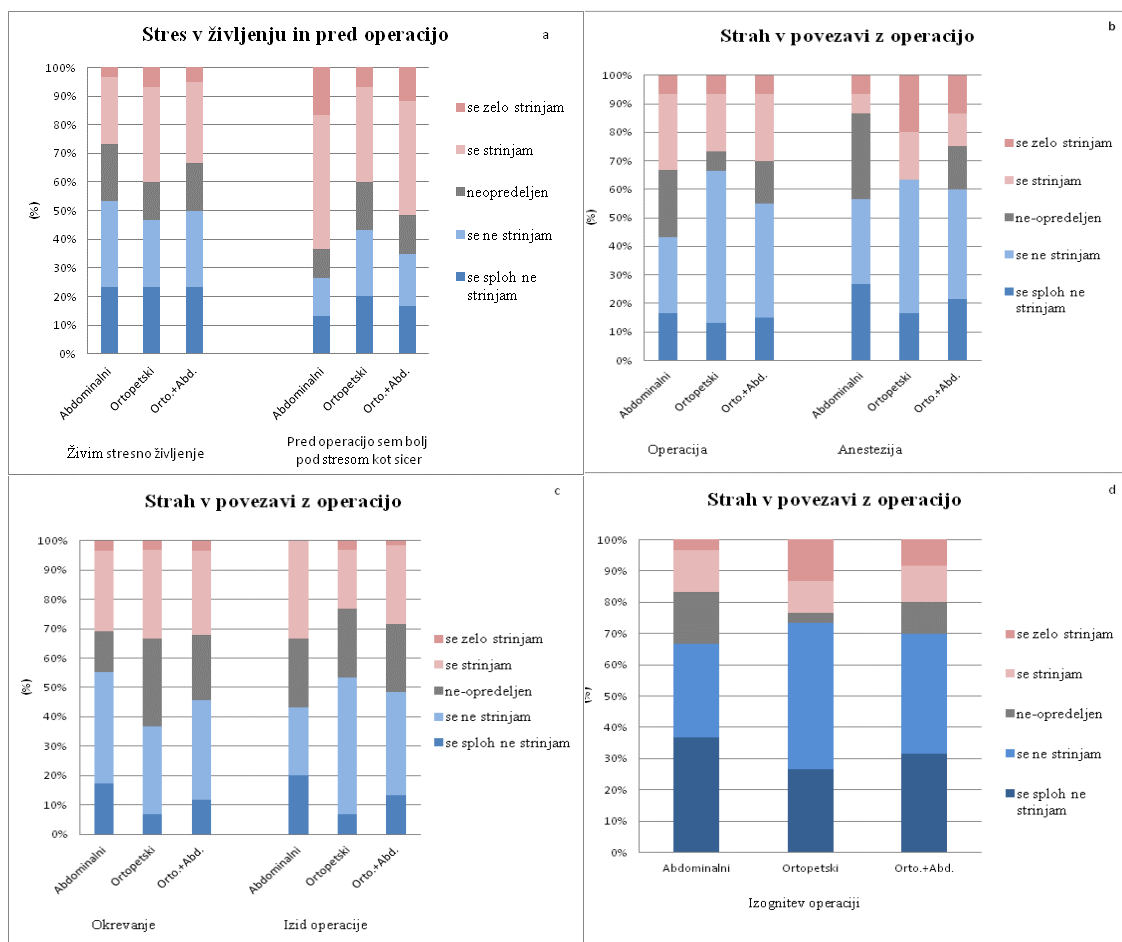 Stres v življenju in pred operacijo
a
100%
90%
80%
70%
60%
50%
40%
30%
20%
10%
0%
(%)
Abdominalni
Ortopetski
Orto.+Abd.
Abdominalni
Ortopetski
Orto.+Abd.
Živim stresno življenje
Pred operacijo sem bolj
pod stresom kot sicer
se zelo strinjam
se strinjam
neopredeljen
se ne strinjam
se sploh ne
strinjam
Strah v povezavi z operacijo
b
100%
90%
80%
70%
60%
50%
40%
30%
20%
10%
0%
(%)
Abdominalni
Ortopetski
Orto.+Abd.
Abdominalni
Ortopetski
Orto.+Abd.
Operacija
Anestezija
se zelo strinjam
se strinjam
ne-opredeljen
se ne strinjam
se sploh ne
strinjam
Strah v povezavi z operacijo
c
100%
90%
80%
70%
60%
50%
40%
30%
20%
10%
0%
(%)
Abdominalni
Ortopetski
Orto.+Abd.
Abdominalni
Ortopetski
Orto.+Abd.
Okrevanje
Izid operacije
se zelo strinjam
se strinjam
ne-opredeljen
se ne strinjam
se sploh ne strinjam
Strah v povezavi z operacijo
d
100%
90%
80%
70%
60%
50%
40%
30%
20%
10%
0%
(%)
Abdominalni
Ortopetski
Orto.+Abd.
Izognitev operaciji
se zelo strinjam
se strinjam
ne-opredeljen
se ne strinjam
se sploh ne
strinjam